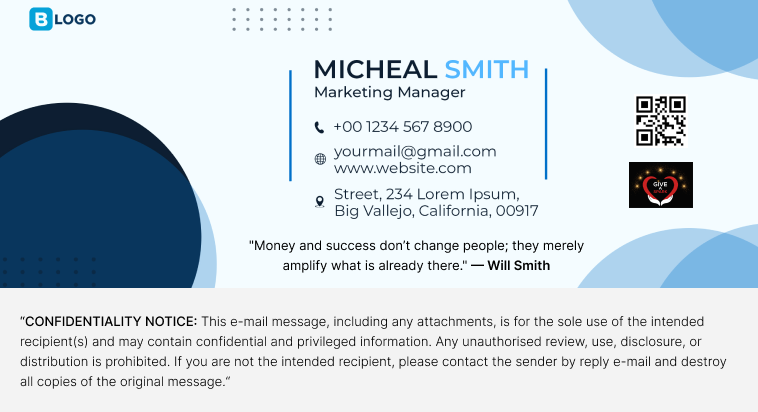 B LOGO
MICHEAL SMITH
Marketing Manager
+00 1234 567 8900
yourmail@gmail.com
www.website.com
Street, 234 Lorem Ipsum,
Big Vallejo, California, 00917
GIVE
"Money and success don’t change people; they merely
amplify what is already there." — Will Smith
“CONFIDENTIALITY NOTICE: This e-mail message, including any attachments, is for the sole use of the intended
recipient(s) and may contain confidential and privileged information. Any unauthorised review, use, disclosure, or
distribution is prohibited. If you are not the intended recipient, please contact the sender by reply e-mail and destroy
all copies of the original message.“